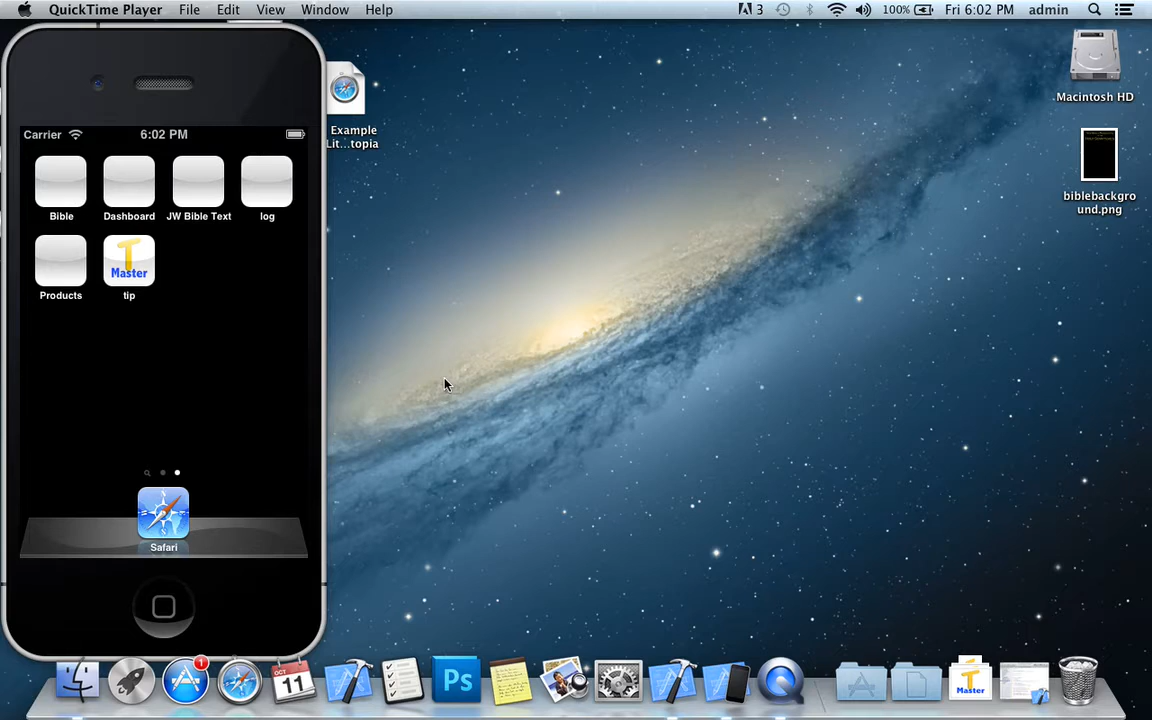 QuickTime Player File Edit View Window Help
3 100% Fri 6:02 PM admin
Carrier 6:02 PM
Bible Dashboard JW Bible Text log
Master
Products tip
Safari
Example
Lit...topia
Macintosh HD
biblebackgro
und.png
1
OCT
11
Ps
T
Master